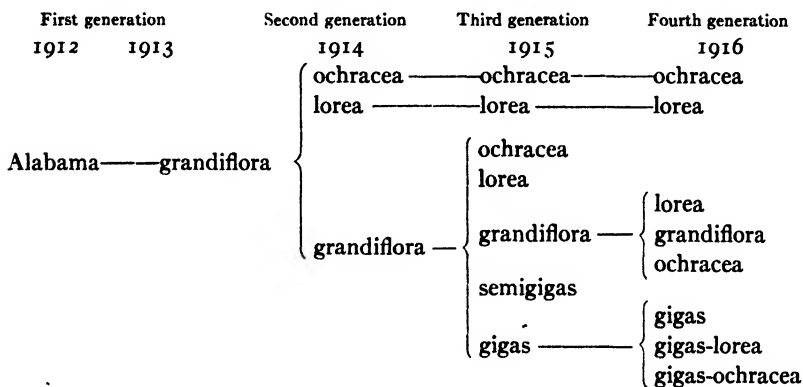 First generation Second generation Third generation Fourth generation
1912 1913 1914 1915 1916
ochracea ochracea ochracea
lorea lorea lorea
Alabama grandiflora
ochracea
lorea
lorea
grandiflora grandiflora grandiflora
ochracea
semigigas
gigas
gigas gigas-lorea
gigas-ochracea